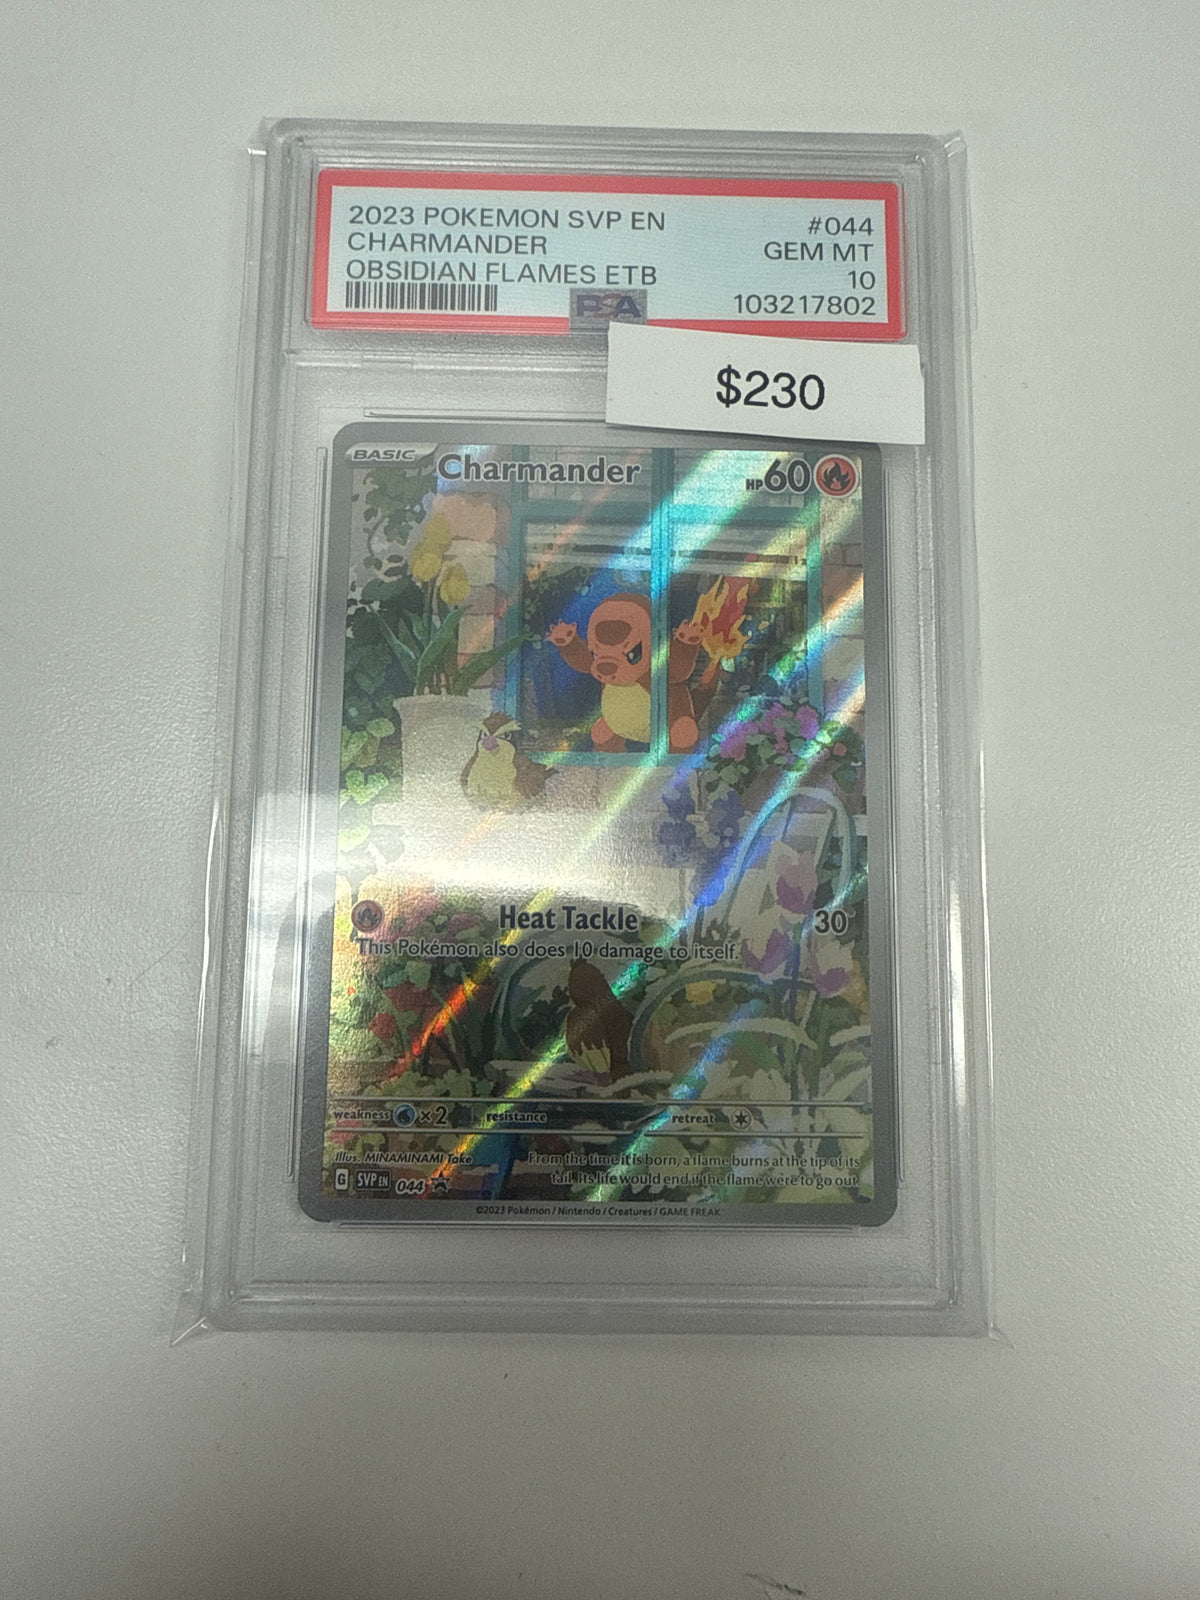 2023 POKEMON SVP EN #044
CHARMANDER GEM MT
OBSIDIAN FLAMES ETB 10
PSA 103217802
$230
BASIC Charmander HP 60
Heat Tackle 30
This Pokémon also does 10 damage to itself.
weakness ×2 resistance retreat
Illus. MINAMINAMI Take
From the time it is born, a flame burns at the tip of its
tail. Its life would end if the flame were to go out.
G SVP EN 044
©2023 Pokémon / Nintendo / Creatures / GAME FREAK